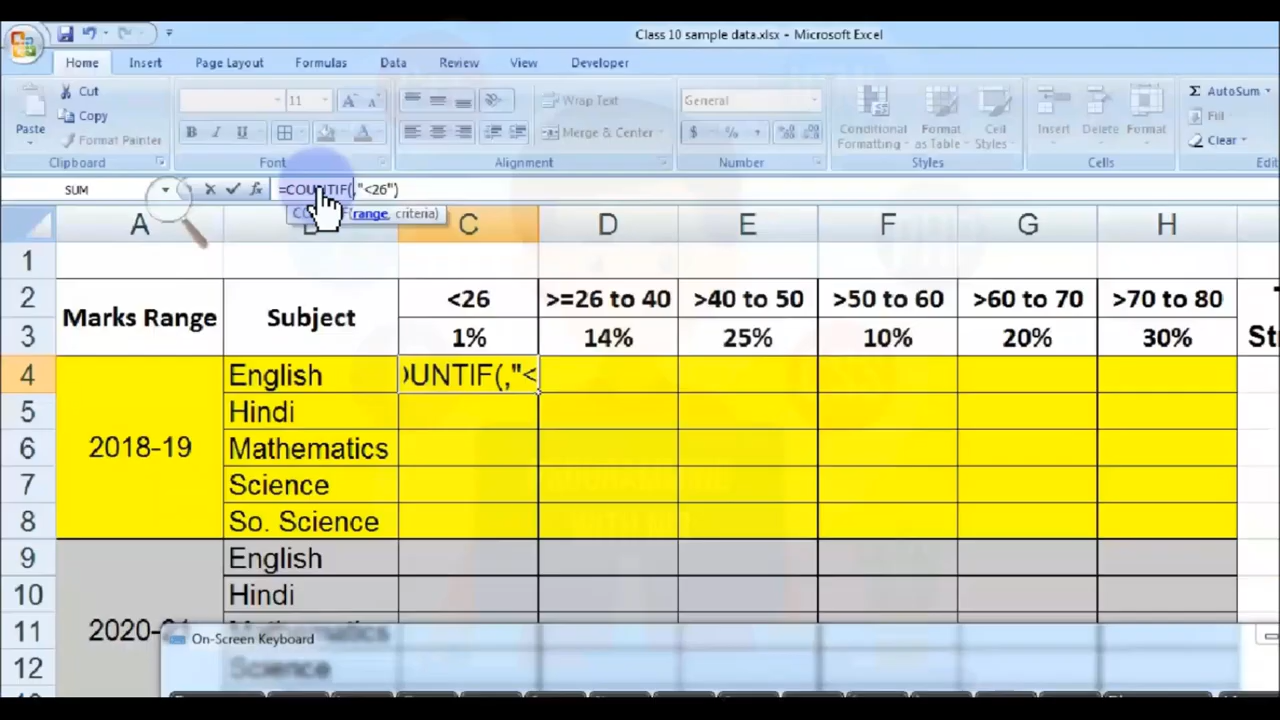 Class 10 sample data.xlsx - Microsoft Excel
Home Insert Page Layout Formulas Data Review View Developer
Paste
Cut
Copy
Format Painter
Clipboard
11
B I U
Font
Wrap Text
Merge & Center
Alignment
General
$ % ,
Number
Conditional Formatting
Format as Table
Cell Styles
Styles
Insert Delete Format
Cells
Σ AutoSum
Fill
Clear
SUM
fx
=COUNTIF(,"<26")
range, criteria)
A C D E F G H
1
2 <26 >=26 to 40 >40 to 50 >50 to 60 >60 to 70 >70 to 80
Marks Range Subject
3 1% 14% 25% 10% 20% 30%
4 English OUNTIF(,"<
5 Hindi
6 2018-19 Mathematics
7 Science
8 So. Science
9 English
10 Hindi
11 Mathematics
On-Screen Keyboard
12 Science